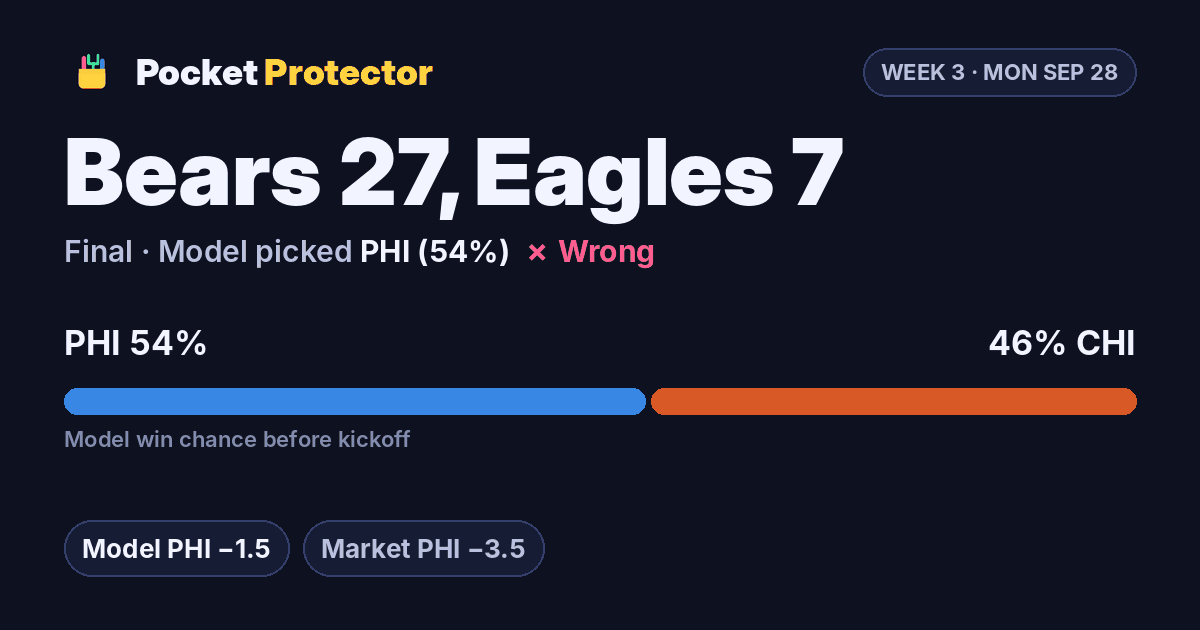 Pocket Protector
WEEK 3 · MON SEP 28
Bears 27, Eagles 7
Final · Model picked PHI (54%) × Wrong
PHI 54%
46% CHI
Model win chance before kickoff
Model PHI −1.5
Market PHI −3.5